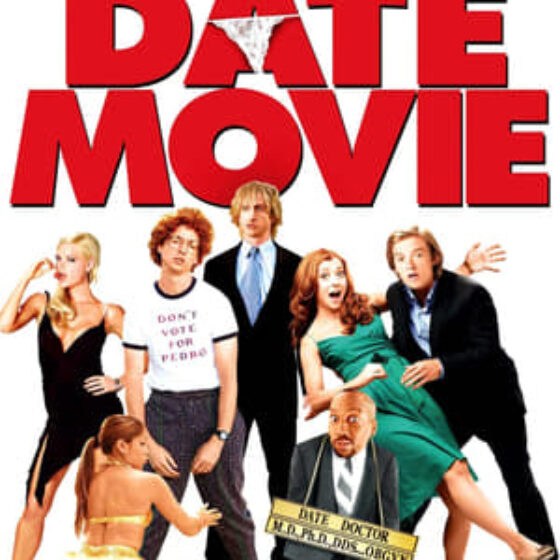 DATE
MOVIE
DON'T
VOTE
FOR
PEDRO
DATE DOCTOR
M.D., Ph.D., DDS., OBGYN